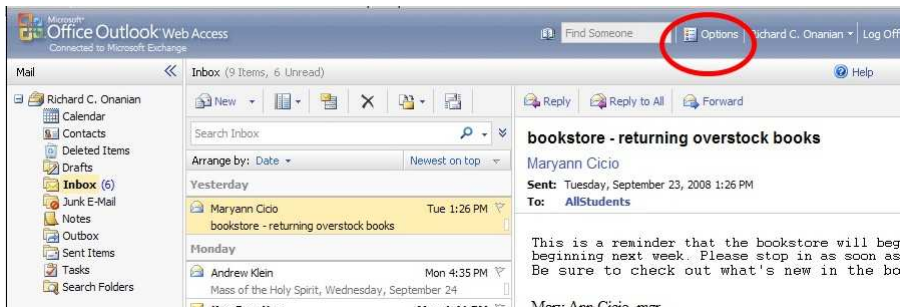 Microsoft®
Office Outlook Web Access
Connected to Microsoft Exchange
Find Someone
Options
Richard C. Onanian
Log Off
Mail
Inbox (9 Items, 6 Unread)
Help
Richard C. Onanian
Calendar
Contacts
Deleted Items
Drafts
Inbox (6)
Junk E-Mail
Notes
Outbox
Sent Items
Tasks
Search Folders
New
Search Inbox
Arrange by: Date
Newest on top
Yesterday
Maryann Cicio Tue 1:26 PM
bookstore - returning overstock books
Monday
Andrew Klein Mon 4:35 PM
Mass of the Holy Spirit, Wednesday, September 24
Reply
Reply to All
Forward
bookstore - returning overstock books
Maryann Cicio
Sent: Tuesday, September 23, 2008 1:26 PM
To: AllStudents
This is a reminder that the bookstore will beg
beginning next week. Please stop in as soon as
Be sure to check out what's new in the bo
Mary Ann Cicio, mgr